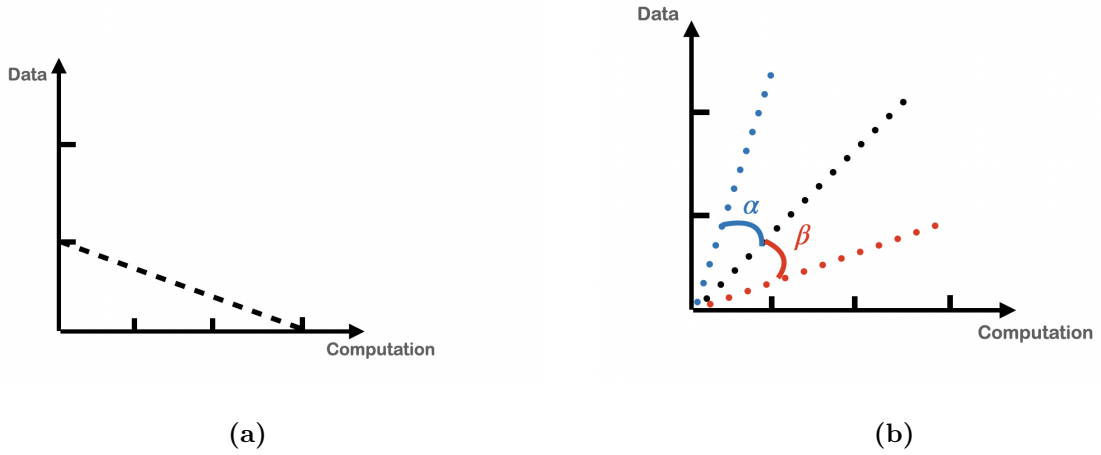 Data
Computation
(a)
Data
α
β
Computation
(b)